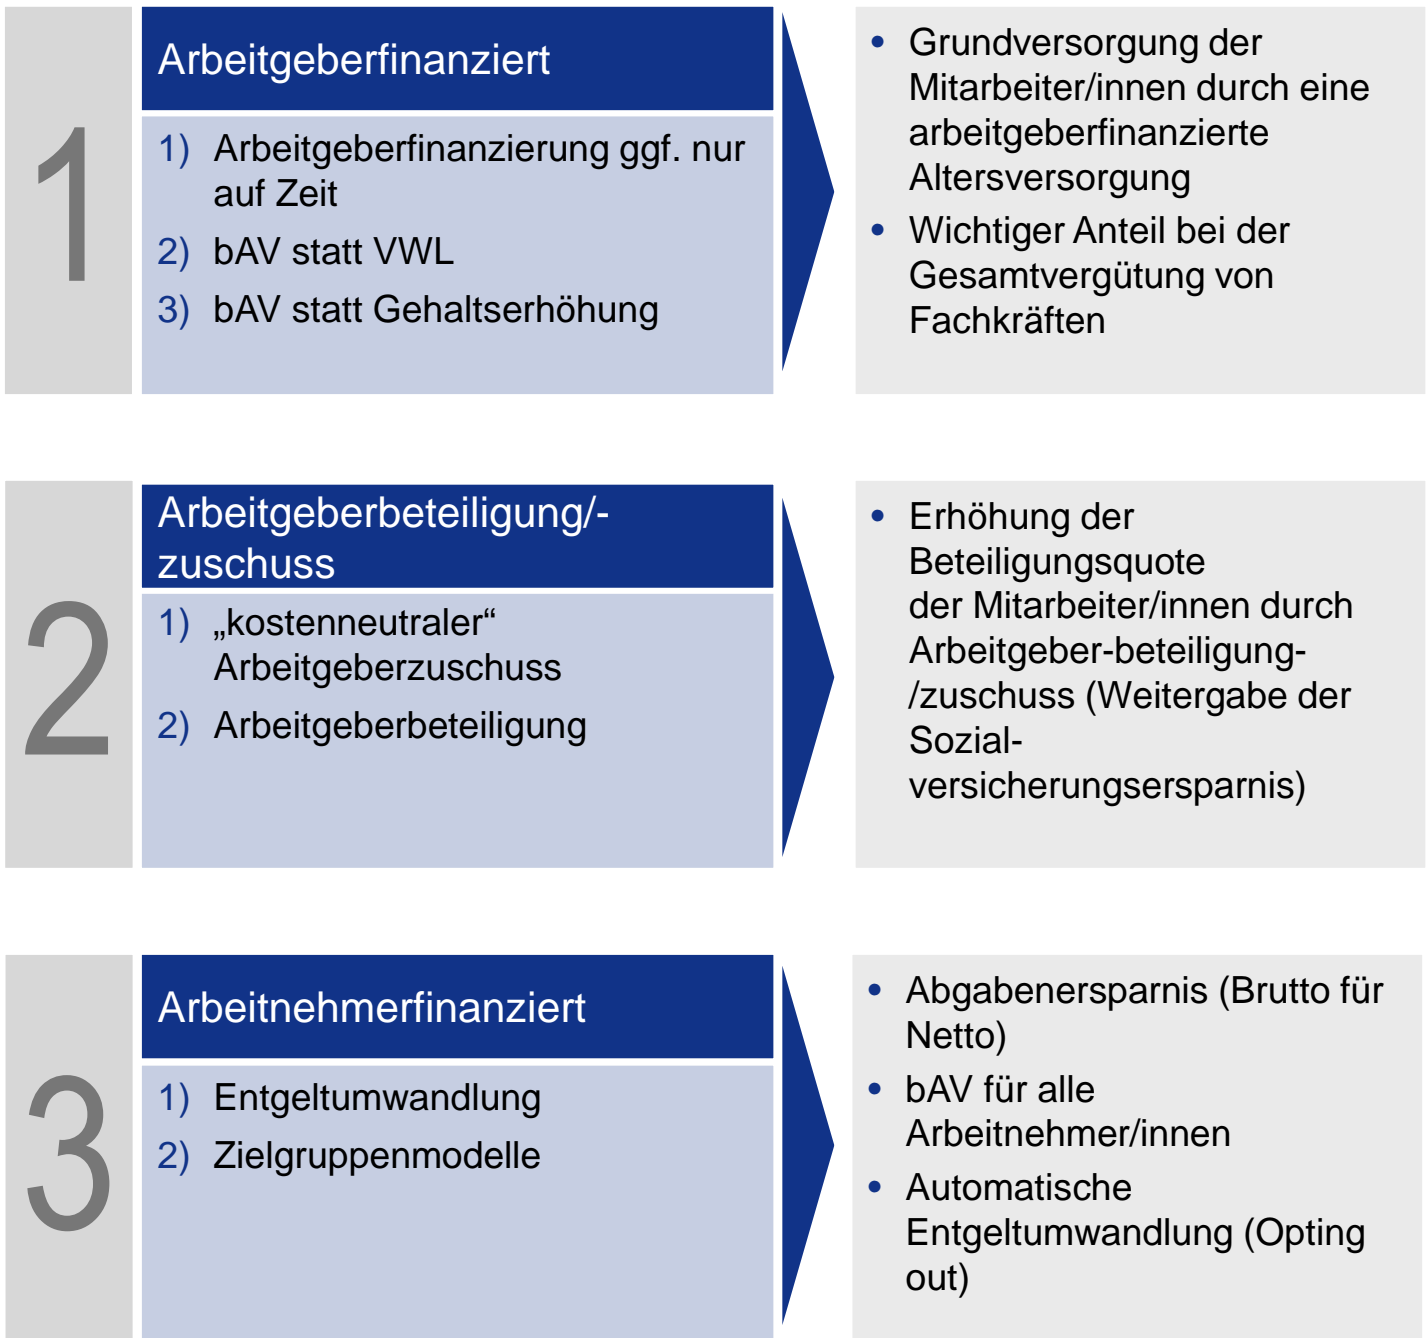 1
Arbeitgeberfinanziert
1) Arbeitgeberfinanzierung ggf. nur
auf Zeit
2) bAV statt VWL
3) bAV statt Gehaltserhöhung
• Grundversorgung der
Mitarbeiter/innen durch eine
arbeitgeberfinanzierte
Altersversorgung
• Wichtiger Anteil bei der
Gesamtvergütung von
Fachkräften
2
Arbeitgeberbeteiligung/-
zuschuss
1) „kostenneutraler“
Arbeitgeberzuschuss
2) Arbeitgeberbeteiligung
• Erhöhung der
Beteiligungsquote
der Mitarbeiter/innen durch
Arbeitgeber-beteiligung-
/zuschuss (Weitergabe der
Sozial-
versicherungsersparnis)
3
Arbeitnehmerfinanziert
1) Entgeltumwandlung
2) Zielgruppenmodelle
• Abgabenersparnis (Brutto für
Netto)
• bAV für alle
Arbeitnehmer/innen
• Automatische
Entgeltumwandlung (Opting
out)